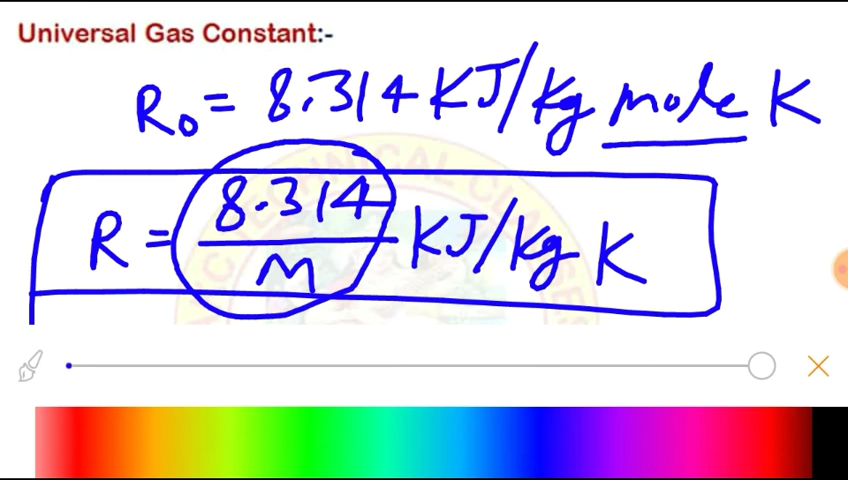 Universal Gas Constant:-
R₀ = 8.314 KJ/Kg mole K
R = 8.314/M KJ/Kg K